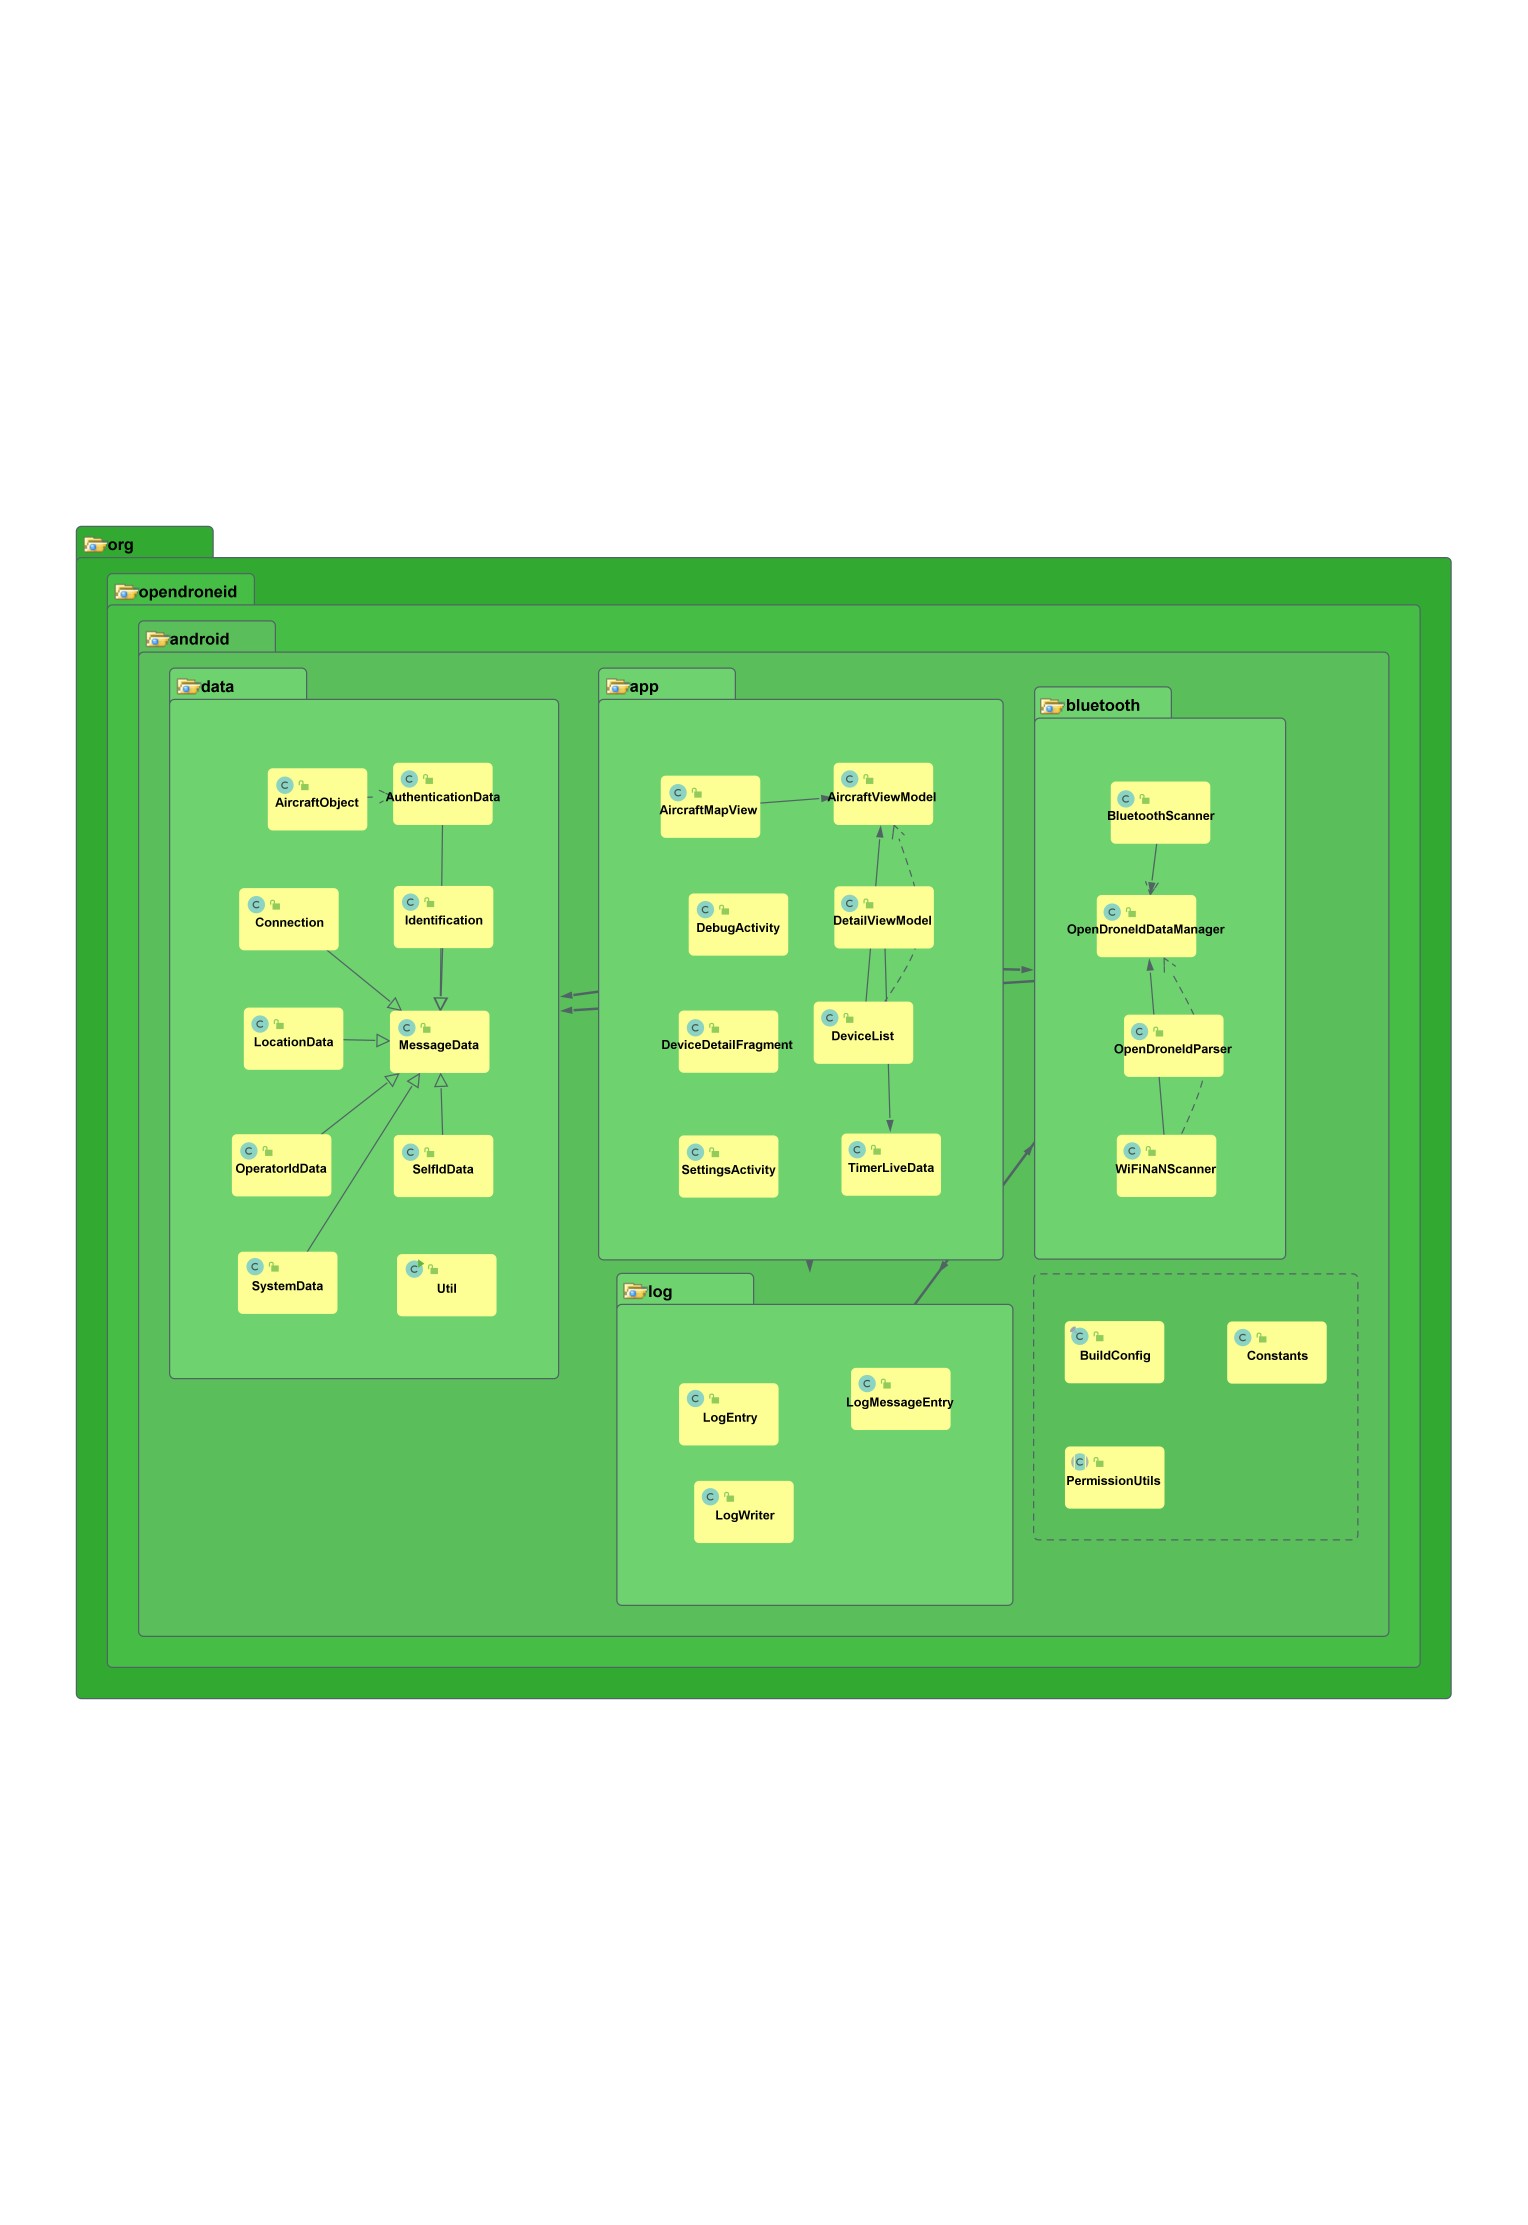 org
opendroneid
android
data
AircraftObject
AuthenticationData
Connection
Identification
LocationData
MessageData
OperatorIdData
SelfIdData
SystemData
Util
app
AircraftMapView
AircraftViewModel
DebugActivity
DetailViewModel
DeviceDetailFragment
DeviceList
SettingsActivity
TimerLiveData
bluetooth
BluetoothScanner
OpenDroneIdDataManager
OpenDroneIdParser
WiFiNaNScanner
log
LogEntry
LogMessageEntry
LogWriter
BuildConfig
Constants
PermissionUtils